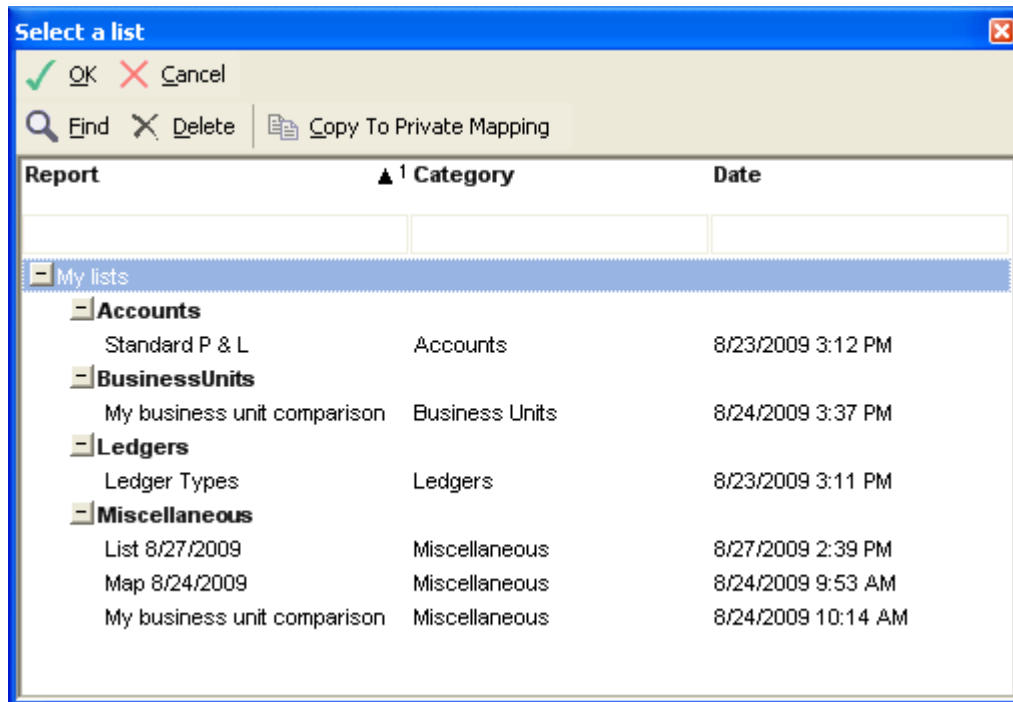 Select a list
OK Cancel
Find Delete Copy To Private Mapping
Report 1 Category Date
My lists
Accounts
Standard P & L Accounts 8/23/2009 3:12 PM
BusinessUnits
My business unit comparison Business Units 8/24/2009 3:37 PM
Ledgers
Ledger Types Ledgers 8/23/2009 3:11 PM
Miscellaneous
List 8/27/2009 Miscellaneous 8/27/2009 2:39 PM
Map 8/24/2009 Miscellaneous 8/24/2009 9:53 AM
My business unit comparison Miscellaneous 8/24/2009 10:14 AM